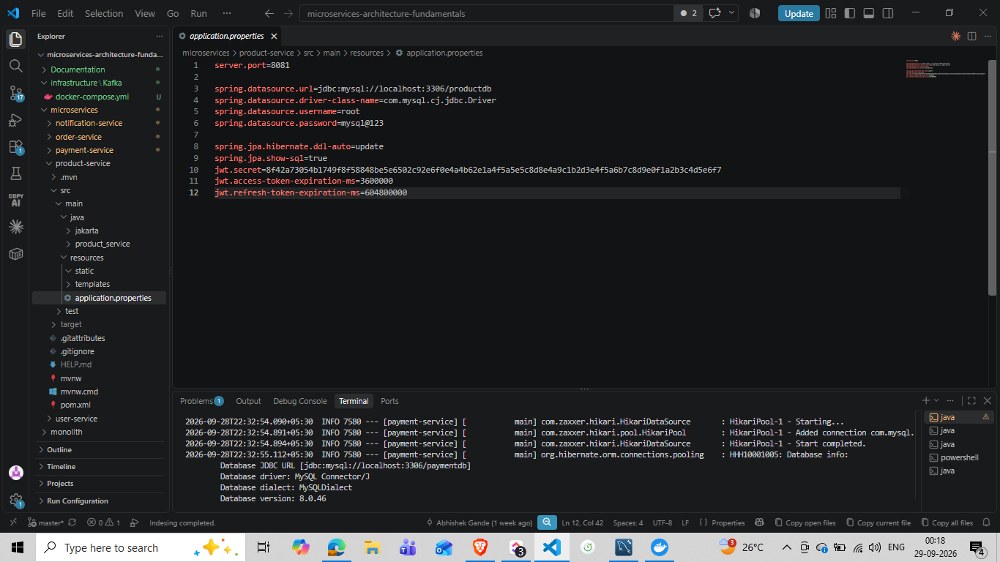 File Edit Selection View Go Run ··· microservices-architecture-fundamentals 2 Update
Explorer ···
microservices-architecture-funda...
Documentation
infrastructure\Kafka
docker-compose.yml U
microservices
notification-service
order-service
payment-service
product-service
.mvn
src
main
java
jakarta
product_service
resources
static
templates
application.properties
test
target
.gitattributes
.gitignore
HELP.md
mvnw
mvnw.cmd
pom.xml
user-service
monolith
Outline
Timeline
Projects
Run Configuration
17
1
COPY
AI
1
application.properties
microservices > product-service > src > main > resources > application.properties
1 server.port=8081
2
3 spring.datasource.url=jdbc:mysql://localhost:3306/productdb
4 spring.datasource.driver-class-name=com.mysql.cj.jdbc.Driver
5 spring.datasource.username=root
6 spring.datasource.password=mysql@123
7
8 spring.jpa.hibernate.ddl-auto=update
9 spring.jpa.show-sql=true
10 jwt.secret=8f42a73054b1749f8f58848be5e6502c92e6f0e4a4b62e1a4f5a5e5c8d8e4a9c1b2d3e4f5a6b7c8d9e0f1a2b3c4d5e6f7
11 jwt.access-token-expiration-ms=3600000
12 jwt.refresh-token-expiration-ms=604800000
Problems 1 Output Debug Console Terminal Ports
2026-09-28T22:32:54.090+05:30 INFO 7580 --- [payment-service] [ main] com.zaxxer.hikari.HikariDataSource : HikariPool-1 - Starting...
2026-09-28T22:32:54.891+05:30 INFO 7580 --- [payment-service] [ main] com.zaxxer.hikari.pool.HikariPool : HikariPool-1 - Added connection com.mysql.
2026-09-28T22:32:54.894+05:30 INFO 7580 --- [payment-service] [ main] com.zaxxer.hikari.HikariDataSource : HikariPool-1 - Start completed.
2026-09-28T22:32:55.112+05:30 INFO 7580 --- [payment-service] [ main] org.hibernate.orm.connections.pooling : HHH10001005: Database info:
Database JDBC URL [jdbc:mysql://localhost:3306/paymentdb]
Database driver: MySQL Connector/J
Database dialect: MySQLDialect
Database version: 8.0.46
java
java
java
powershell
java
master* 0 1 Indexing completed. Abhishek Gande (1 week ago) Ln 12, Col 42 Spaces: 4 UTF-8 LF {} Properties Copy open files Copy current file Copy all files
Type here to search 3 3 26°C ENG 00:18
29-09-2026 4